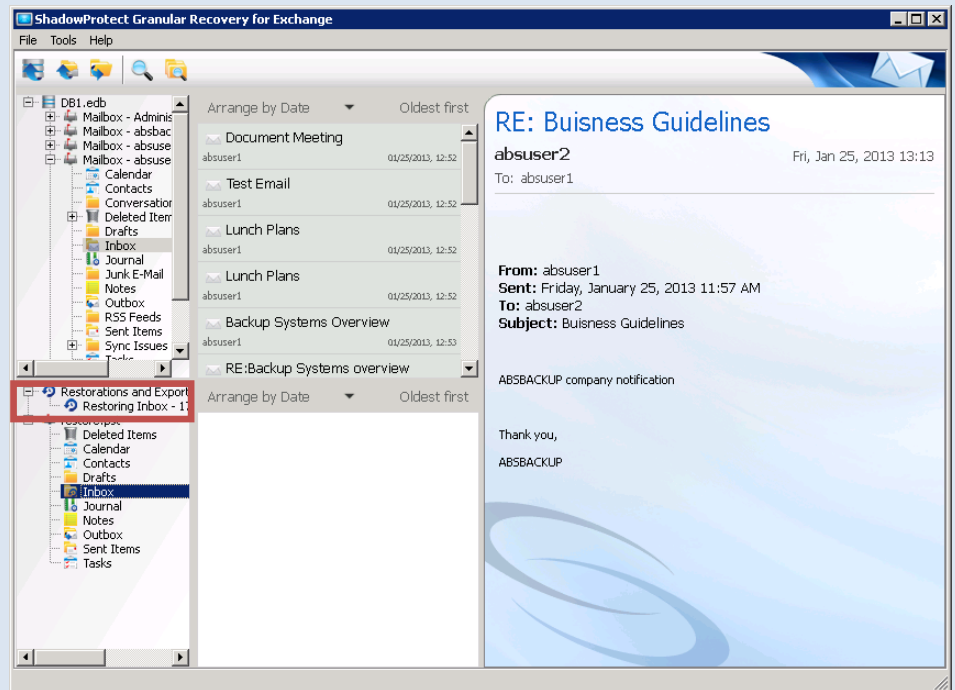 ShadowProtect Granular Recovery for Exchange
File Tools Help
DB1.edb
Mailbox - Adminis
Mailbox - absbac
Mailbox - absuse
Mailbox - absuse
Calendar
Contacts
Conversation
Deleted Item
Drafts
Inbox
Journal
Junk E-Mail
Notes
Outbox
RSS Feeds
Sent Items
Sync Issues
Tasks
Arrange by Date Oldest first
Document Meeting
absuser1 01/25/2013, 12:52
Test Email
absuser1 01/25/2013, 12:52
Lunch Plans
absuser1 01/25/2013, 12:52
Lunch Plans
absuser1 01/25/2013, 12:52
Backup Systems Overview
absuser1 01/25/2013, 12:53
RE:Backup Systems overview
Restorations and Export
Restoring Inbox - 17
restore.pst
Deleted Items
Calendar
Contacts
Drafts
Inbox
Journal
Notes
Outbox
Sent Items
Tasks
Arrange by Date Oldest first
RE: Buisness Guidelines
absuser2 Fri, Jan 25, 2013 13:13
To: absuser1
From: absuser1
Sent: Friday, January 25, 2013 11:57 AM
To: absuser2
Subject: Buisness Guidelines
ABSBACKUP company notification
Thank you,
ABSBACKUP